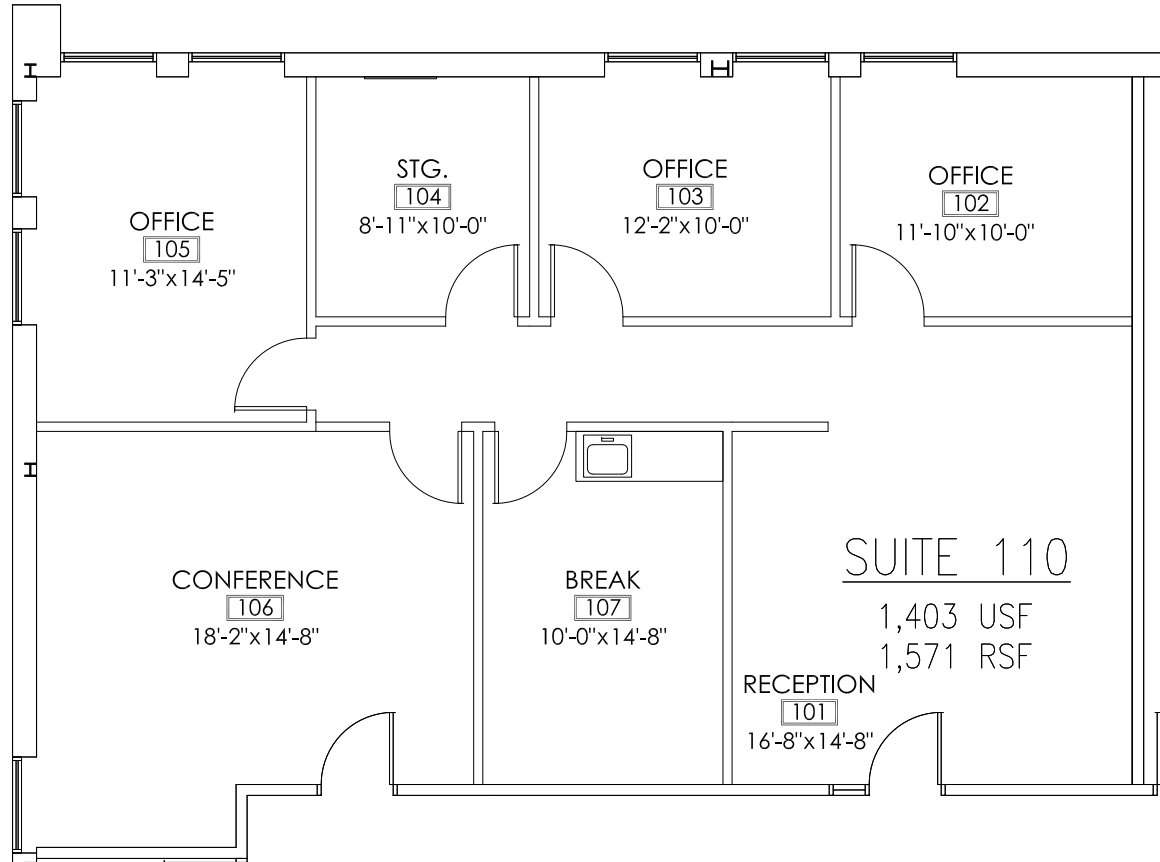 STG.
104
8'-11"x10'-0"
OFFICE
103
12'-2"x10'-0"
OFFICE
102
11'-10"x10'-0"
OFFICE
105
11'-3"x14'-5"
SUITE 110
1,403 USF
1,571 RSF
CONFERENCE
106
18'-2"x14'-8"
BREAK
107
10'-0"x14'-8"
RECEPTION
101
16'-8"x14'-8"